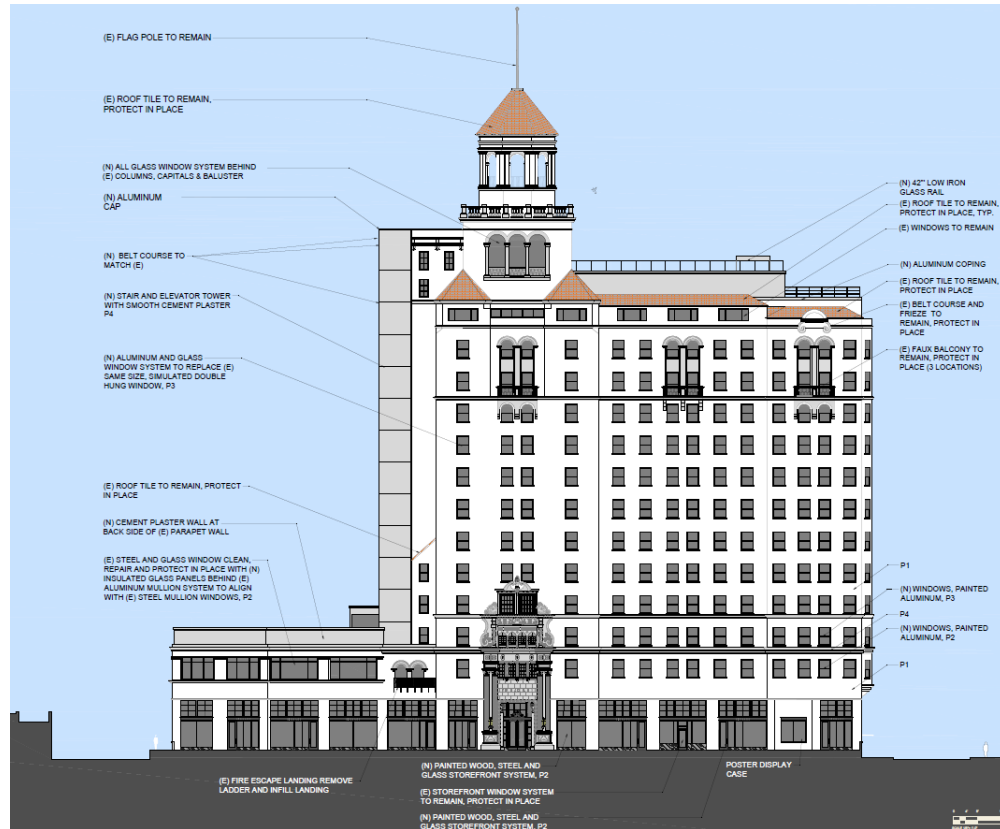 (E) FLAG POLE TO REMAIN
(E) ROOF TILE TO REMAIN,
PROTECT IN PLACE
(N) ALL GLASS WINDOW SYSTEM BEHIND
(E) COLUMNS, CAPITALS & BALUSTER
(N) ALUMINUM
CAP
(N) BELT COURSE TO
MATCH (E)
(N) STAIR AND ELEVATOR TOWER
WITH SMOOTH CEMENT PLASTER
P4
(N) ALUMINUM AND GLASS
WINDOW SYSTEM TO REPLACE (E)
SAME SIZE, SIMULATED DOUBLE
HUNG WINDOW, P3
(E) ROOF TILE TO REMAIN, PROTECT
IN PLACE
(N) CEMENT PLASTER WALL AT
BACK SIDE OF (E) PARAPET WALL
(E) STEEL AND GLASS WINDOW CLEAN,
REPAIR AND PROTECT IN PLACE WITH (N)
INSULATED GLASS PANELS BEHIND (E)
ALUMINUM MULLION SYSTEM TO ALIGN
WITH (E) STEEL MULLION WINDOWS, P2
(N) 42" LOW IRON
GLASS RAIL
(E) ROOF TILE TO REMAIN,
PROTECT IN PLACE, TYP.
(E) WINDOWS TO REMAIN
(N) ALUMINUM COPING
(E) ROOF TILE TO REMAIN,
PROTECT IN PLACE
(E) BELT COURSE AND
FRIEZE TO
REMAIN, PROTECT IN
PLACE
(E) FAUX BALCONY TO
REMAIN, PROTECT IN
PLACE (3 LOCATIONS)
P1
(N) WINDOWS, PAINTED
ALUMINUM, P3
P4
(N) WINDOWS, PAINTED
ALUMINUM, P2
P1
(E) FIRE ESCAPE LANDING REMOVE
LADDER AND INFILL LANDING
(N) PAINTED WOOD, STEEL AND
GLASS STOREFRONT SYSTEM, P2
(E) STOREFRONT WINDOW SYSTEM
TO REMAIN, PROTECT IN PLACE
(N) PAINTED WOOD, STEEL AND
GLASS STOREFRONT SYSTEM, P2
POSTER DISPLAY
CASE